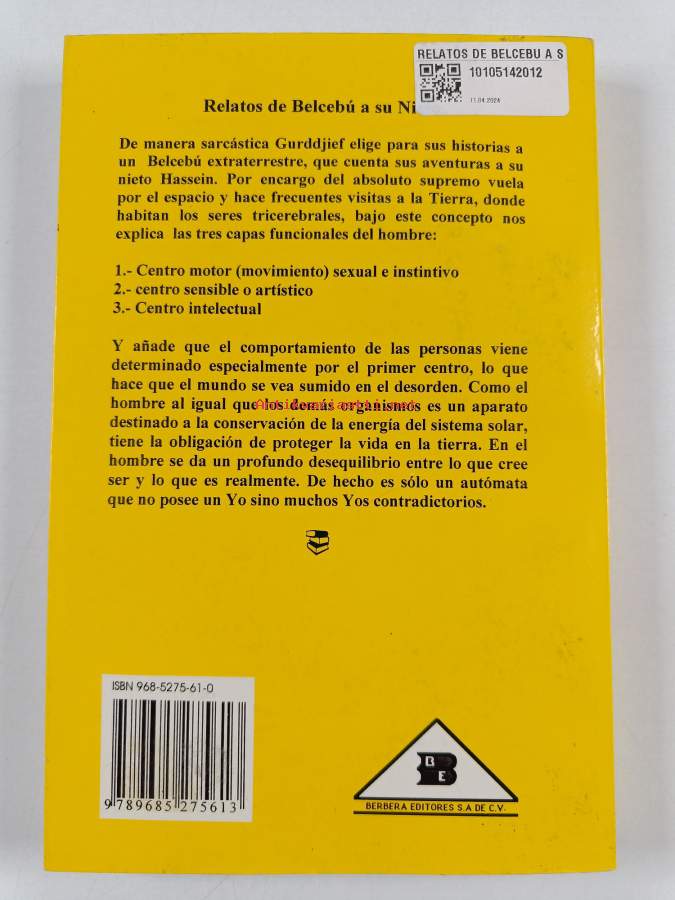 RELATOS DE BELCEBU A S
10105142012
11.04.2024
Relatos de Belcebú a su Ni
De manera sarcástica Gurddjief elige para sus historias a
un Belcebú extraterrestre, que cuenta sus aventuras a su
nieto Hassein. Por encargo del absoluto supremo vuela
por el espacio y hace frecuentes visitas a la Tierra, donde
habitan los seres tricerebrales, bajo este concepto nos
explica las tres capas funcionales del hombre:
1.- Centro motor (movimiento) sexual e instintivo
2.- centro sensible o artístico
3.- Centro intelectual
Y añade que el comportamiento de las personas viene
determinado especialmente por el primer centro, lo que
hace que el mundo se vea sumido en el desorden. Como el
hombre al igual que los demás organismos es un aparato
destinado a la conservación de la energía del sistema solar,
tiene la obligación de proteger la vida en la tierra. En el
hombre se da un profundo desequilibrio entre lo que cree
ser y lo que es realmente. De hecho es sólo un autómata
que no posee un Yo sino muchos Yos contradictorios.
ISBN 968-5275-61-0
9 789685 275613
B
E
BERBERA EDITORES S.A DE C.V.